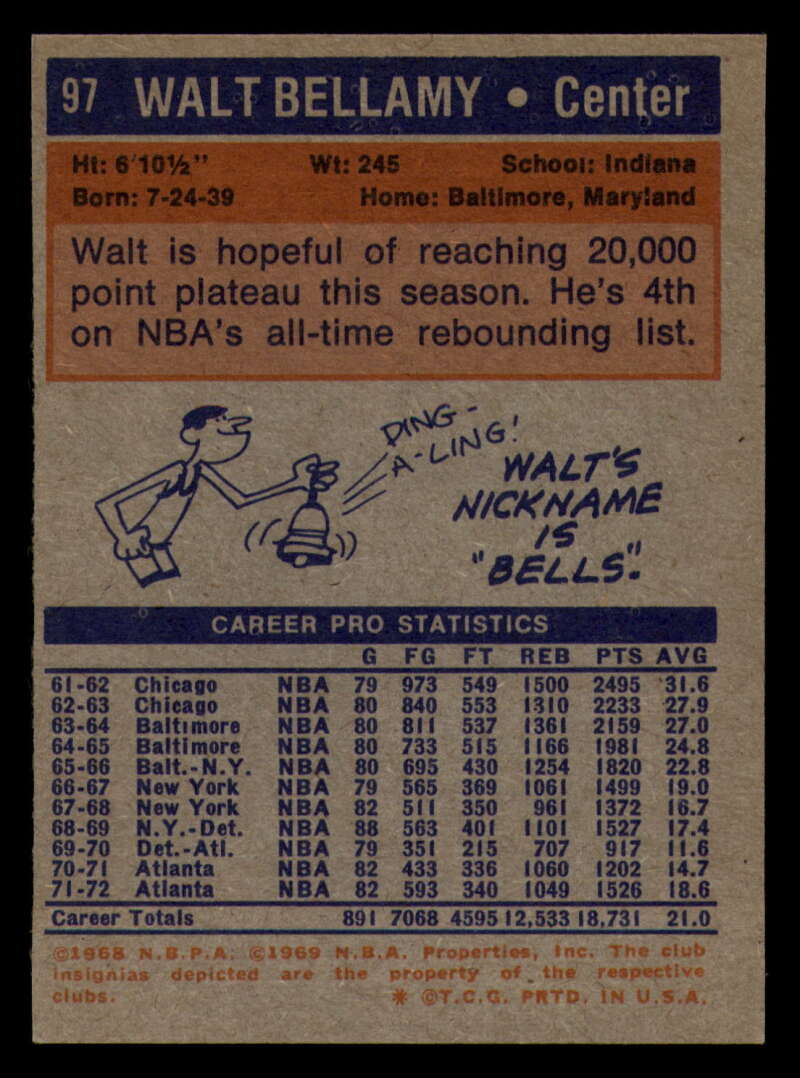 97 WALT BELLAMY • Center
Ht: 6'10½" Wt: 245 School: Indiana
Born: 7-24-39 Home: Baltimore, Maryland
Walt is hopeful of reaching 20,000
point plateau this season. He's 4th
on NBA's all-time rebounding list.
DING-
A-LING!
WALT'S
NICKNAME
IS
"BELLS".
CAREER PRO STATISTICS
G FG FT REB PTS AVG
61-62 Chicago NBA 79 973 549 1500 2495 31.6
62-63 Chicago NBA 80 840 553 1310 2233 27.9
63-64 Baltimore NBA 80 811 537 1361 2159 27.0
64-65 Baltimore NBA 80 733 515 1166 1981 24.8
65-66 Balt.-N.Y. NBA 80 695 430 1254 1820 22.8
66-67 New York NBA 79 565 369 1061 1499 19.0
67-68 New York NBA 82 511 350 961 1372 16.7
68-69 N.Y.-Det. NBA 88 563 401 1101 1527 17.4
69-70 Det.-Atl. NBA 79 351 215 707 917 11.6
70-71 Atlanta NBA 82 433 336 1060 1202 14.7
71-72 Atlanta NBA 82 593 340 1049 1526 18.6
Career Totals 891 7068 4595 12,533 18,731 21.0
©1968 N.B.P.A. ©1969 N.B.A. Properties, Inc. The club
insignias depicted are the property of the respective
clubs. * ©T.C.G. PRTD. IN U.S.A.